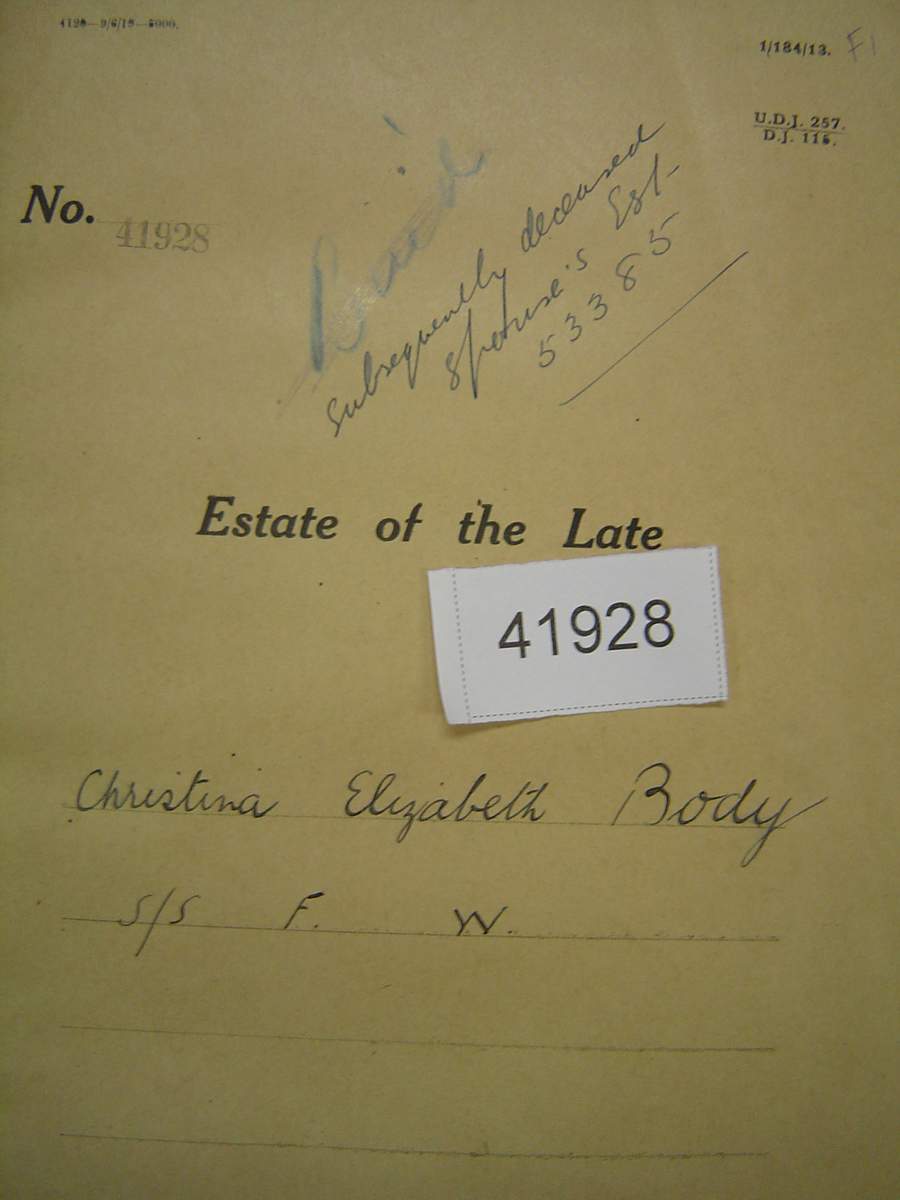 4128—9/6/19—5000.
1/184/13. F1
U.D.J. 257.
D.J. 115.
No. 41928
subsequently deceased
spouse's Est-
53385
Estate of the Late
41928
Christina Elizabeth Body
S/S F. W.